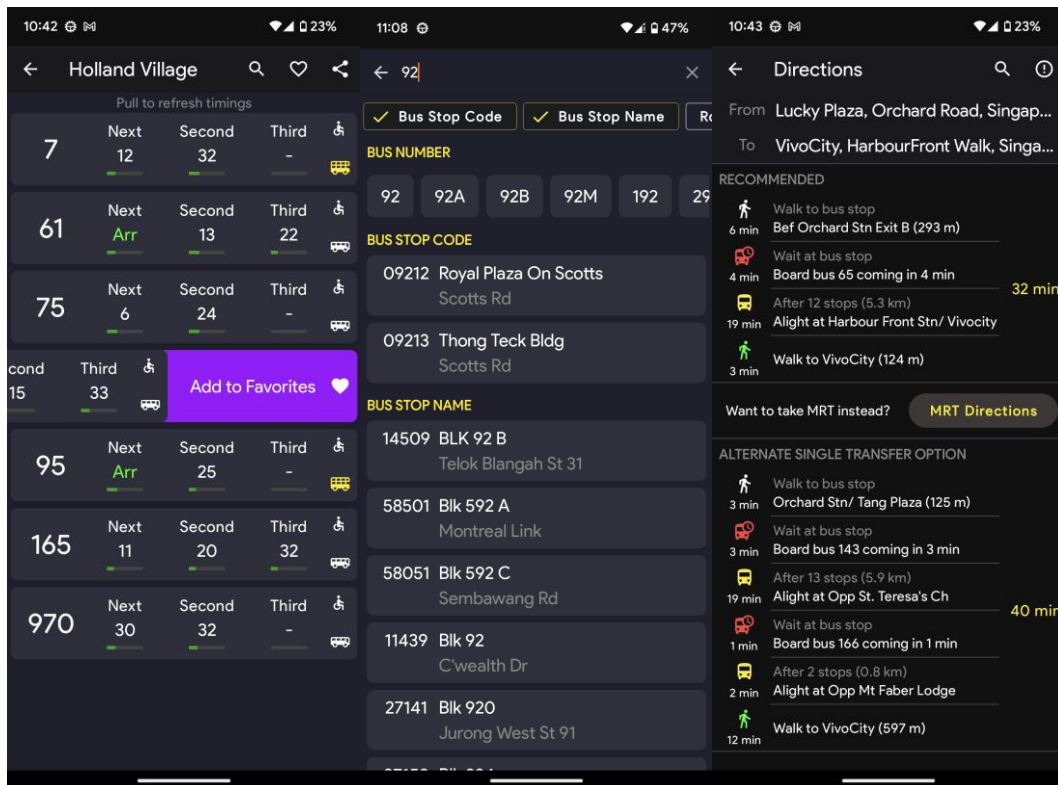 10:42 23%
Holland Village
Pull to refresh timings
7 Next 12 Second 32 Third -
61 Next Arr Second 13 Third 22
75 Next 6 Second 24 Third -
cond 15 Third 33 Add to Favorites
95 Next Arr Second 25 Third -
165 Next 11 Second 20 Third 32
970 Next 30 Second 32 Third -
11:08 47%
92
Bus Stop Code Bus Stop Name Ro
BUS NUMBER
92 92A 92B 92M 192 29
BUS STOP CODE
09212 Royal Plaza On Scotts
Scotts Rd
09213 Thong Teck Bldg
Scotts Rd
BUS STOP NAME
14509 BLK 92 B
Telok Blangah St 31
58501 Blk 592 A
Montreal Link
58051 Blk 592 C
Sembawang Rd
11439 Blk 92
C'wealth Dr
27141 Blk 920
Jurong West St 91
10:43 23%
Directions
From Lucky Plaza, Orchard Road, Singap...
To VivoCity, HarbourFront Walk, Singa...
RECOMMENDED
Walk to bus stop
6 min Bef Orchard Stn Exit B (293 m)
Wait at bus stop
4 min Board bus 65 coming in 4 min
32 min
After 12 stops (5.3 km)
19 min Alight at Harbour Front Stn/ Vivocity
3 min Walk to VivoCity (124 m)
Want to take MRT instead? MRT Directions
ALTERNATE SINGLE TRANSFER OPTION
Walk to bus stop
3 min Orchard Stn/ Tang Plaza (125 m)
Wait at bus stop
3 min Board bus 143 coming in 3 min
After 13 stops (5.9 km)
19 min Alight at Opp St. Teresa's Ch
40 min
Wait at bus stop
1 min Board bus 166 coming in 1 min
After 2 stops (0.8 km)
2 min Alight at Opp Mt Faber Lodge
12 min Walk to VivoCity (597 m)